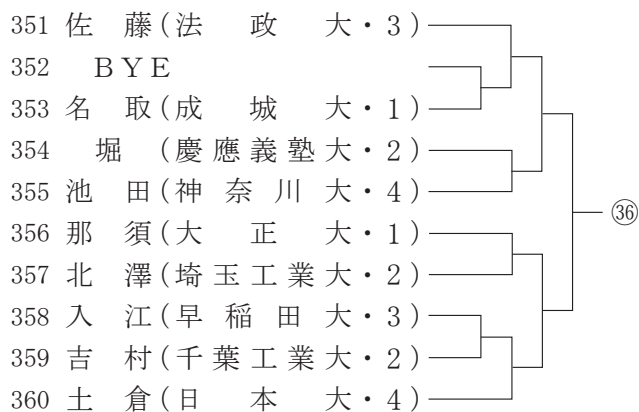 351 佐藤(法政大・3)
352 BYE
353 名取(成城大・1)
354 堀(慶應義塾大・2)
355 池田(神奈川大・4)
356 那須(大正大・1)
357 北澤(埼玉工業大・2)
358 入江(早稲田大・3)
359 吉村(千葉工業大・2)
360 土倉(日本大・4)
㊱